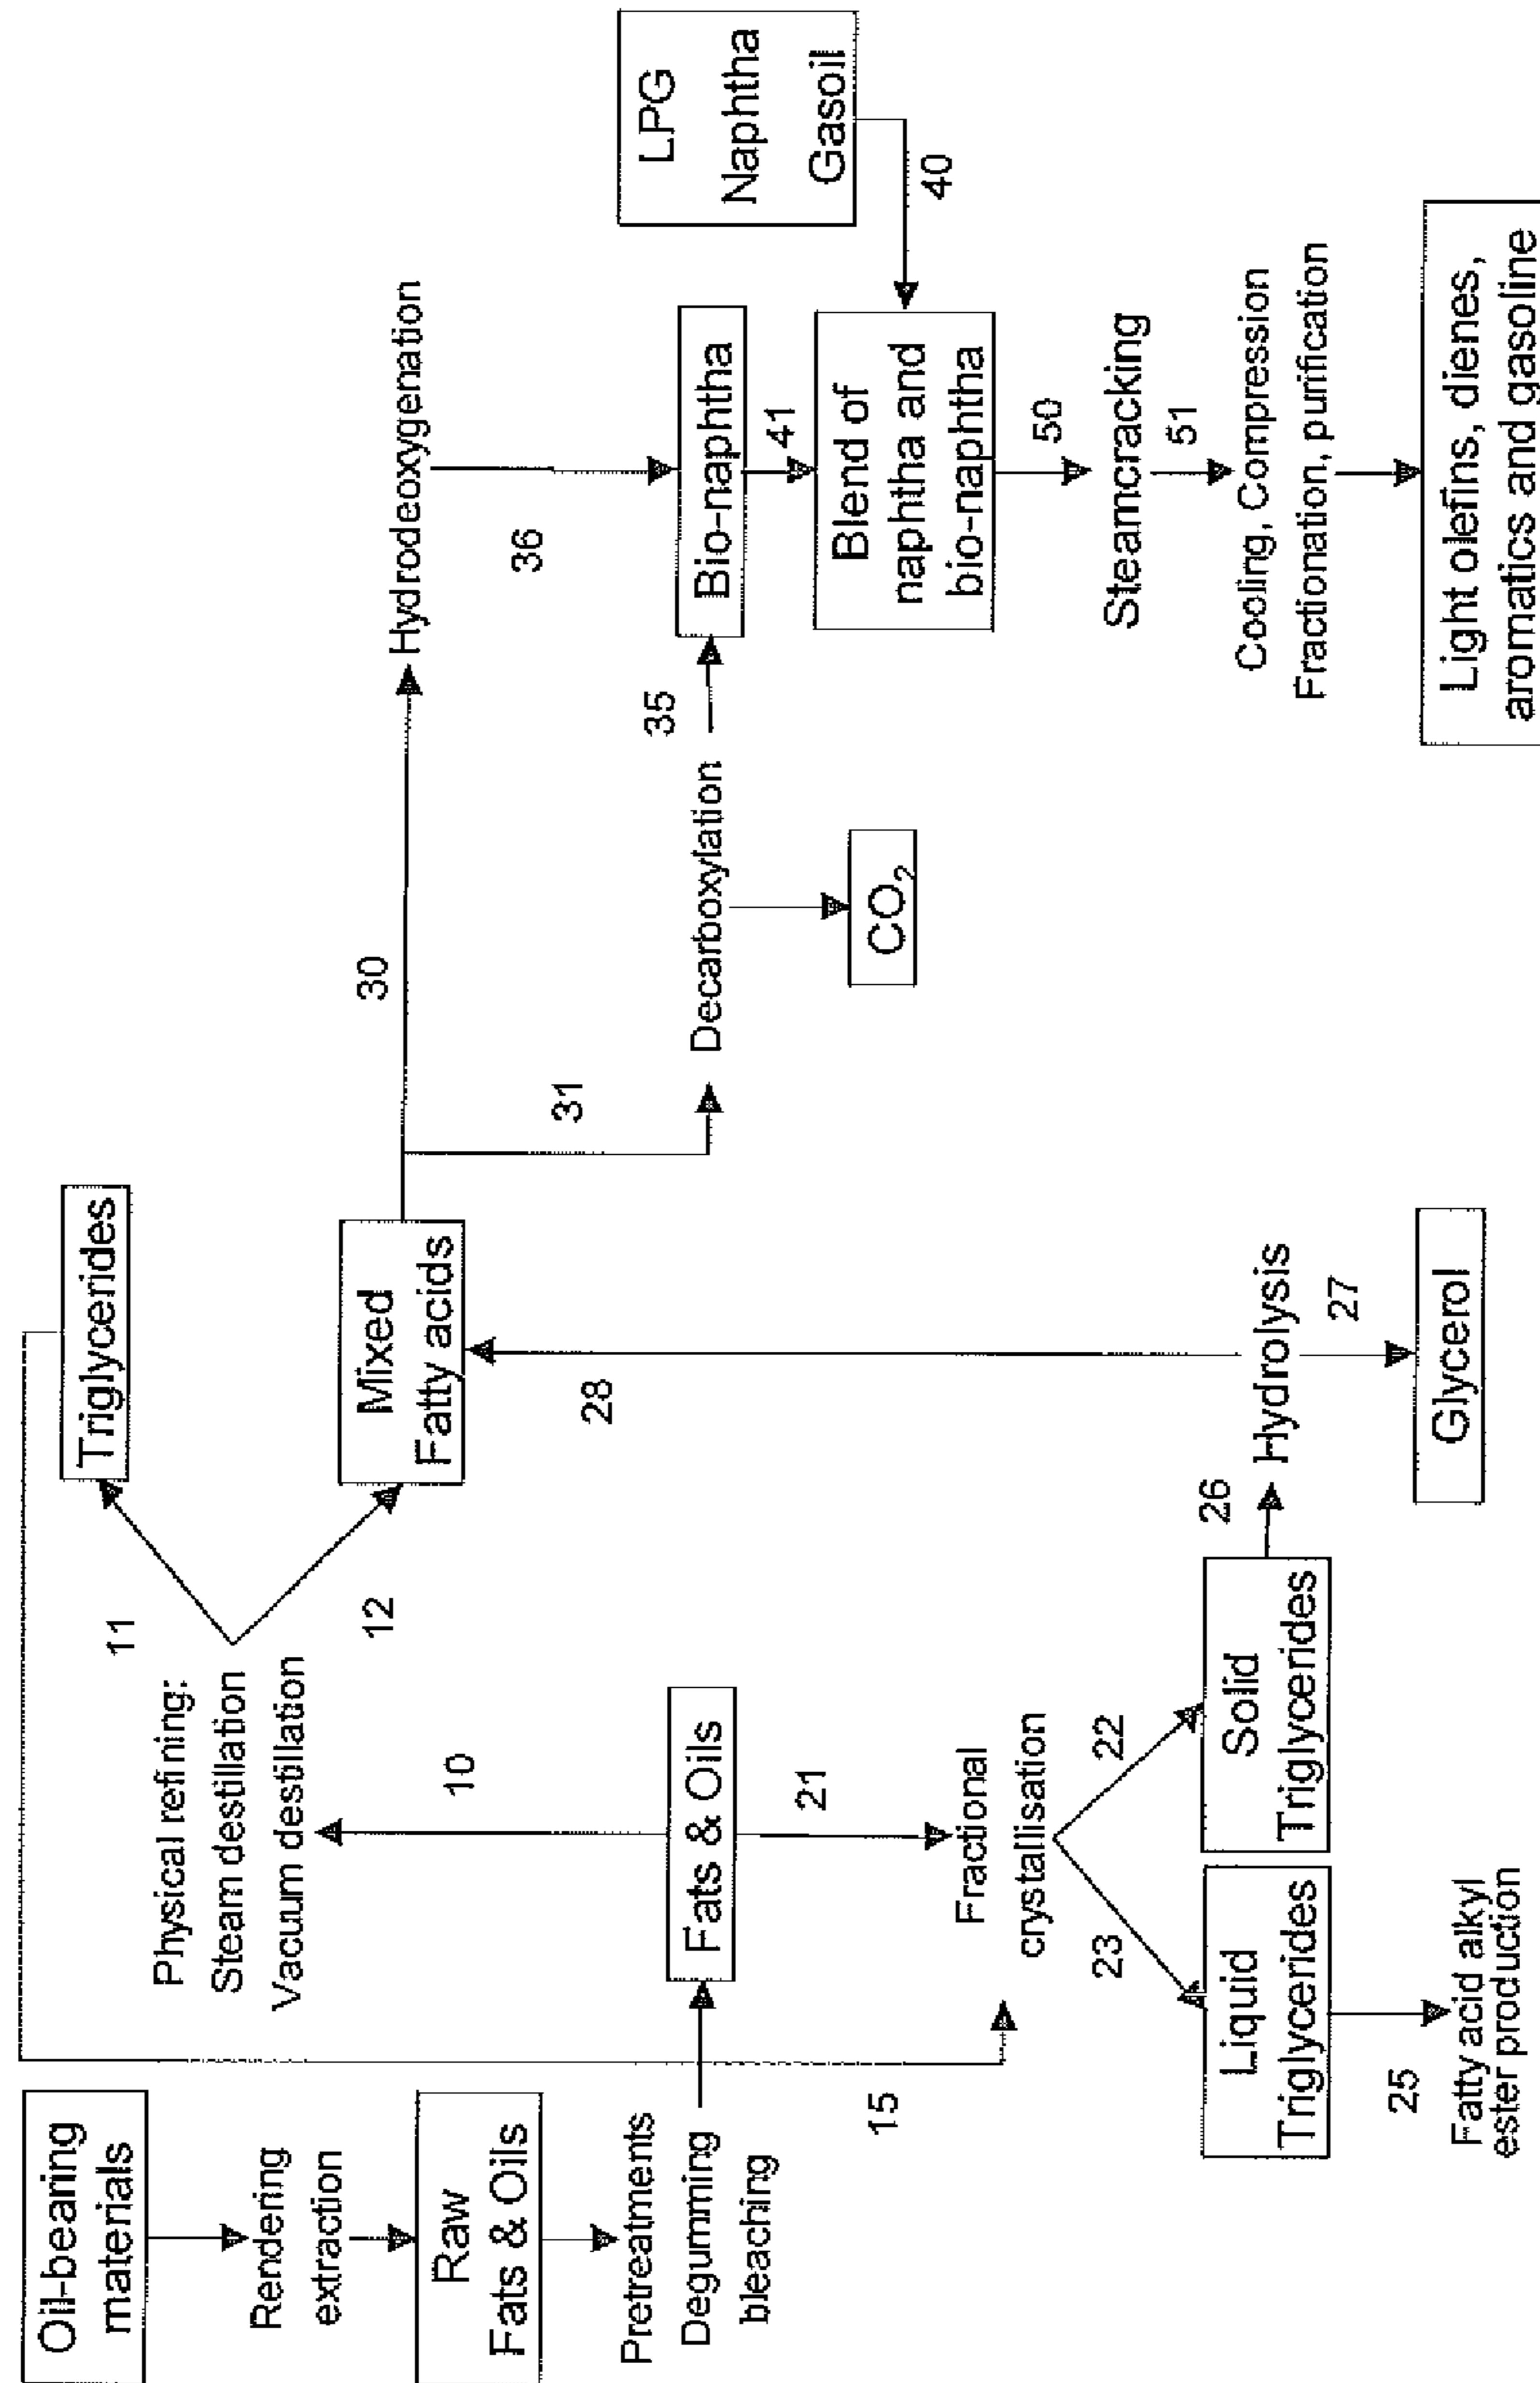 Oil-bearing
materials
Rendering
extraction
Raw
Fats & Oils
Pretreatments
Degumming
bleaching
15
Physical refining:
Steam destillation
Vacuum destillation
10
Fats & Oils
21
Fractional
crystallisation
23
22
Liquid
Triglycerides
25
Fatty acid alkyl
ester production
Solid
Triglycerides
26
Hydrolysis
27
Glycerol
28
11
12
Triglycerides
Mixed
Fatty acids
30
31
Decarboxylation
CO₂
35
Hydrodeoxygenation
36
Bio-naphtha
41
Blend of
naphtha and
bio-naphtha
LPG
Naphtha
Gasoil
40
50
Steamcracking
51
Cooling, Compression
Fractionation, purification
Light olefins, dienes,
aromatics and gasoline